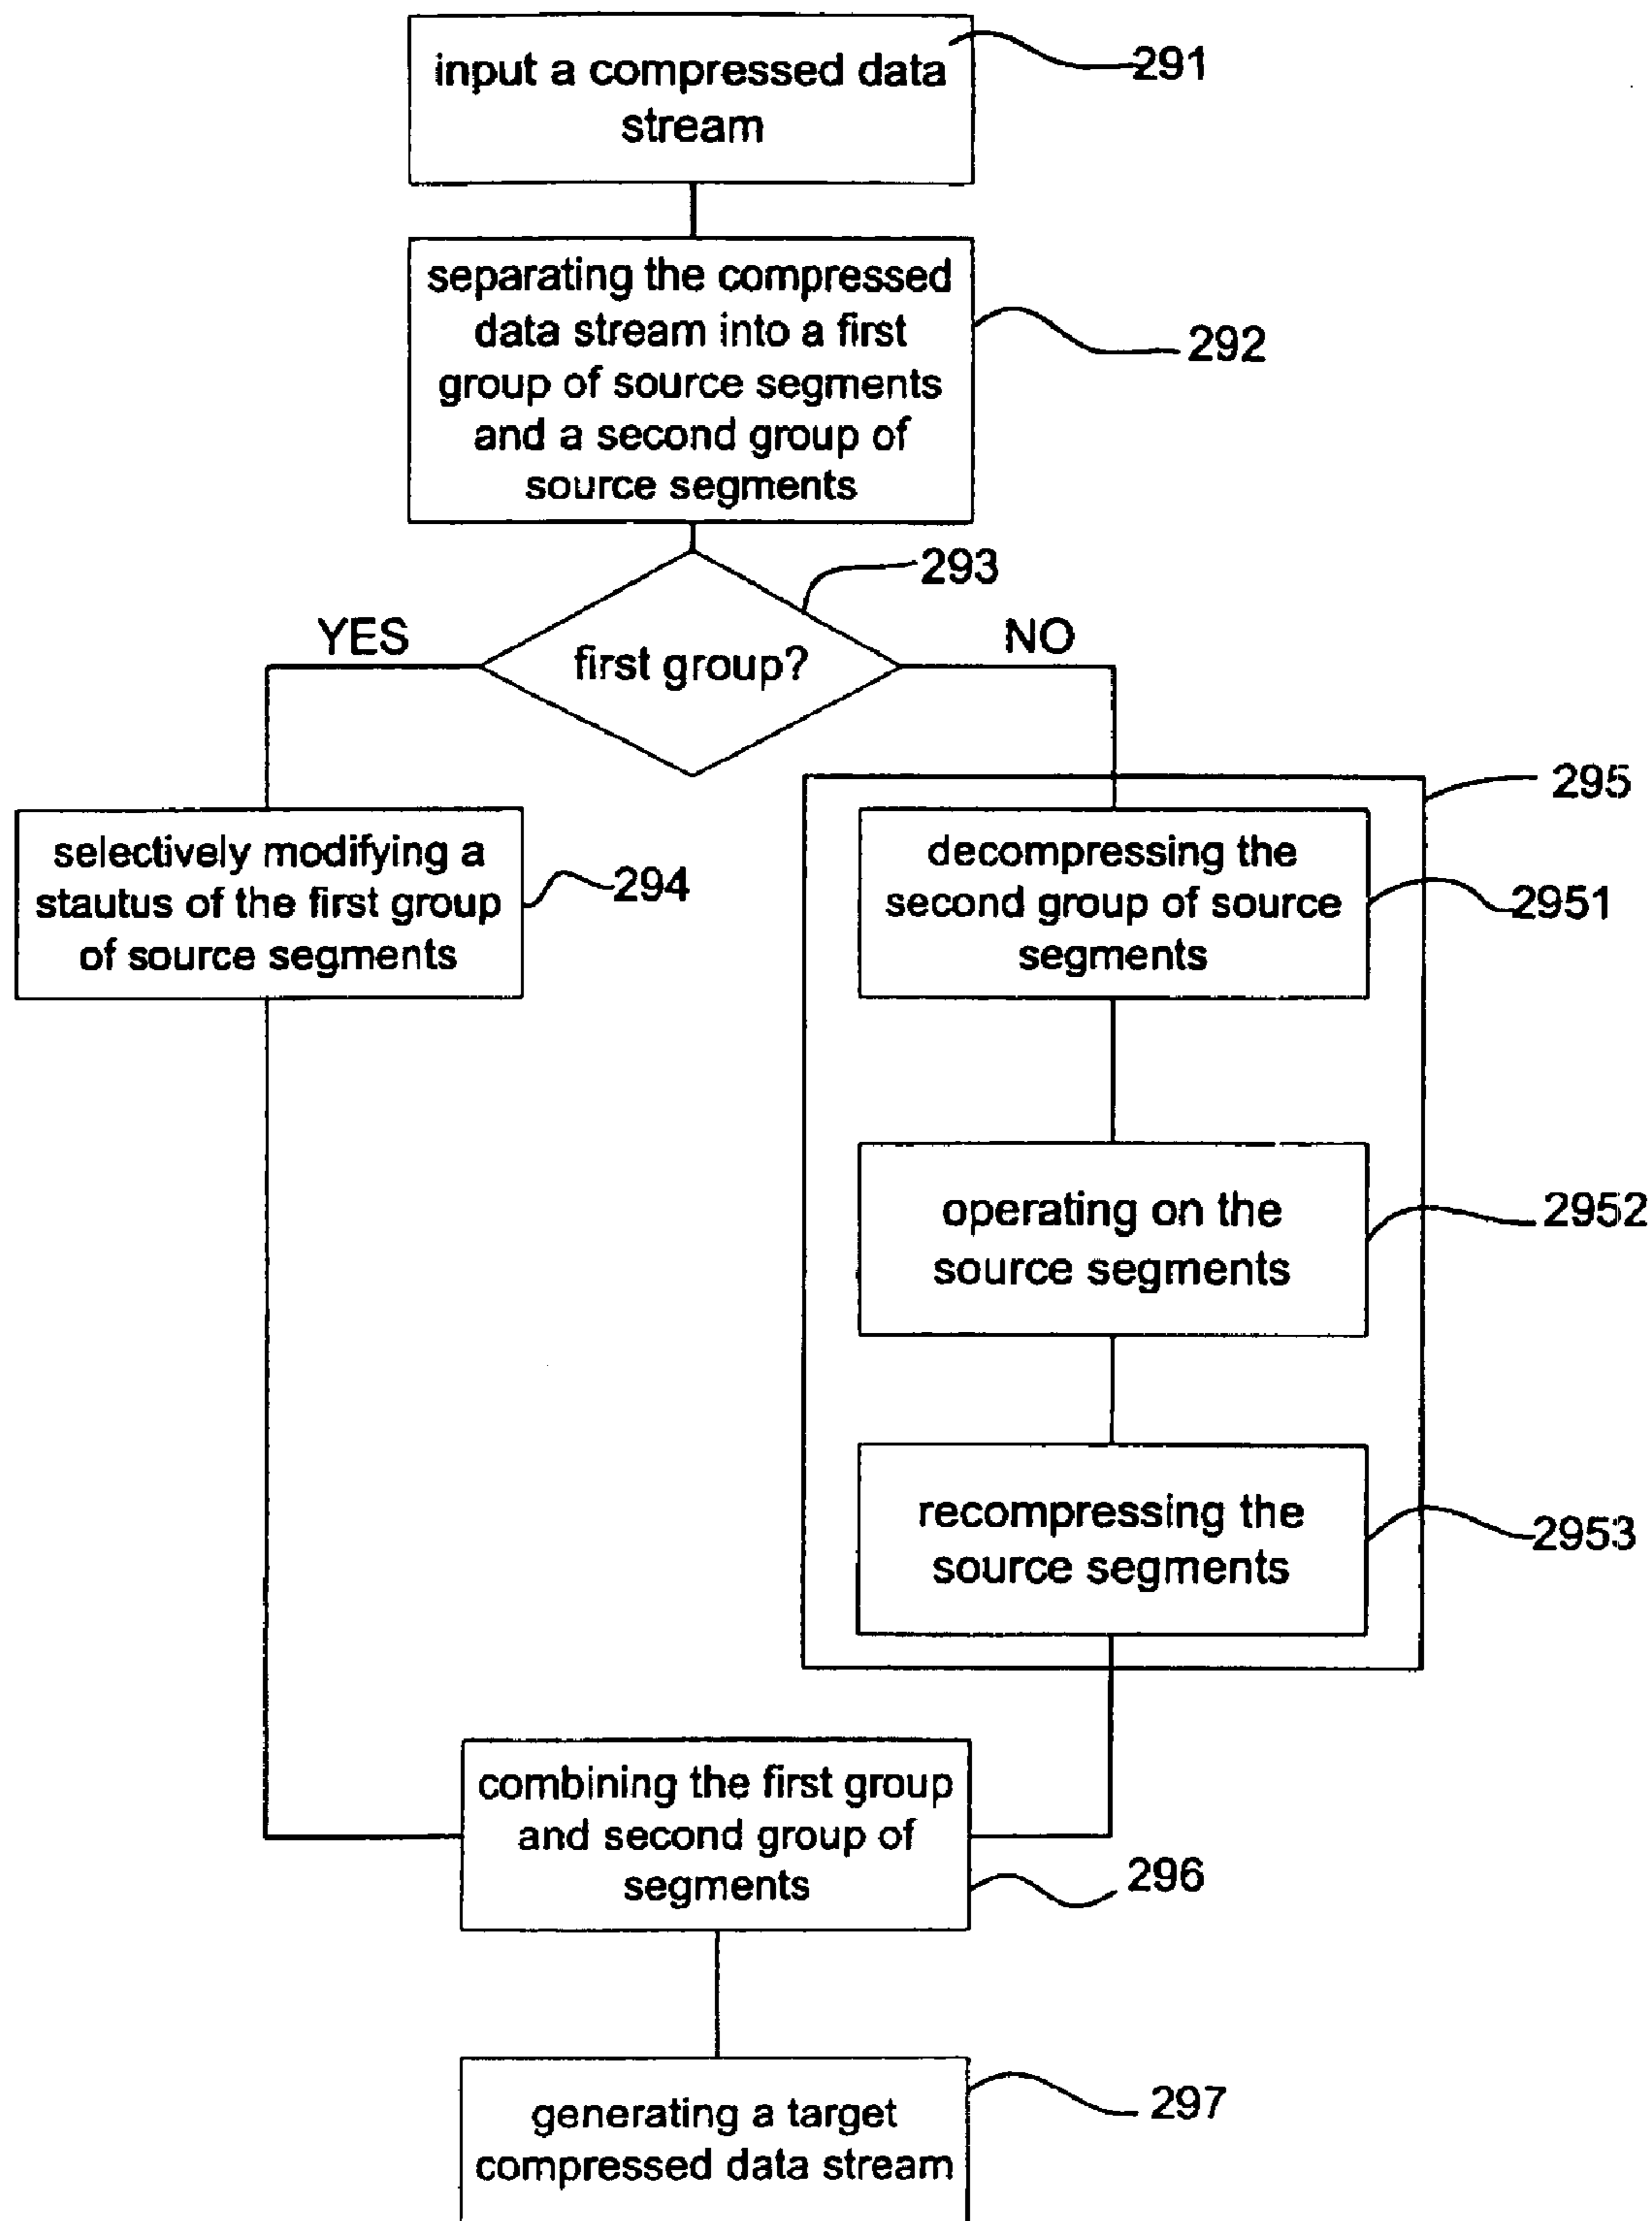 input a compressed data
stream
291
separating the compressed
data stream into a first
group of source segments
and a second group of
source segments
292
293
YES
first group?
NO
295
selectively modifying a
stautus of the first group
of source segments
294
decompressing the
second group of source
segments
2951
operating on the
source segments
2952
recompressing the
source segments
2953
combining the first group
and second group of
segments
296
generating a target
compressed data stream
297